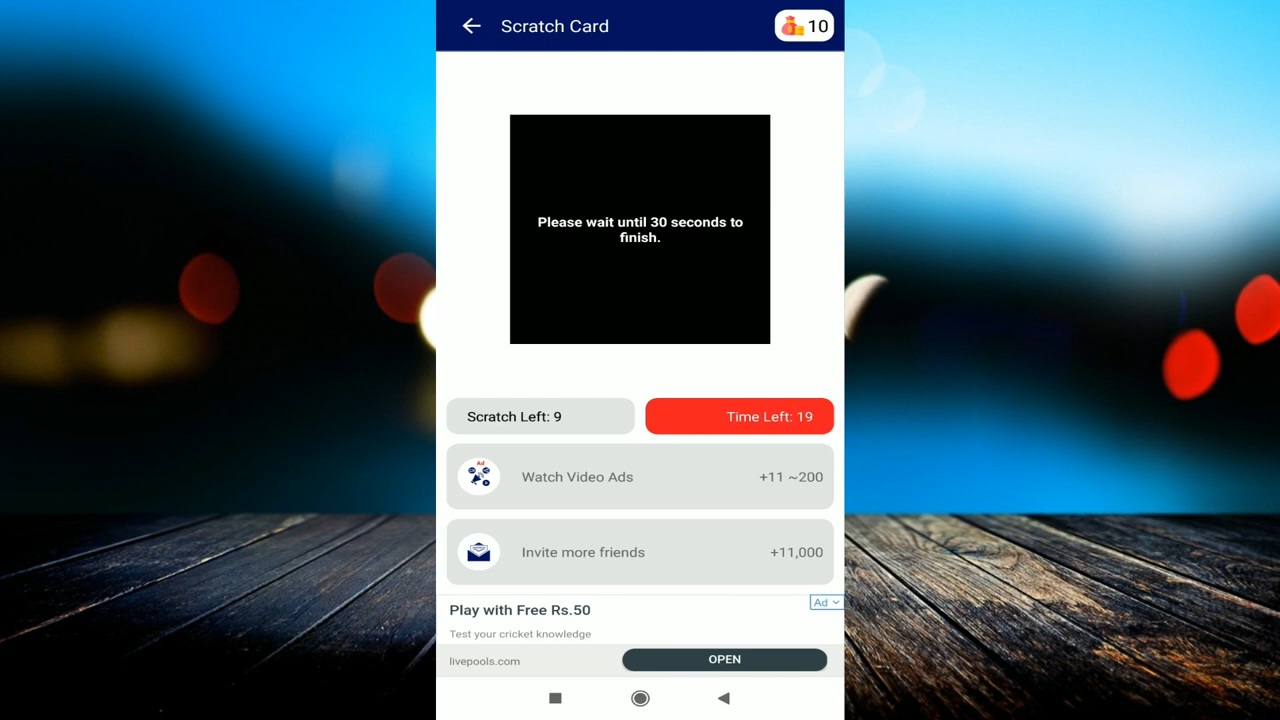 Scratch Card
10
Please wait until 30 seconds to
finish.
Scratch Left: 9
Time Left: 19
Ad
Watch Video Ads
+11 ~200
Invite more friends
+11,000
Play with Free Rs.50
Ad
Test your cricket knowledge
livepools.com
OPEN